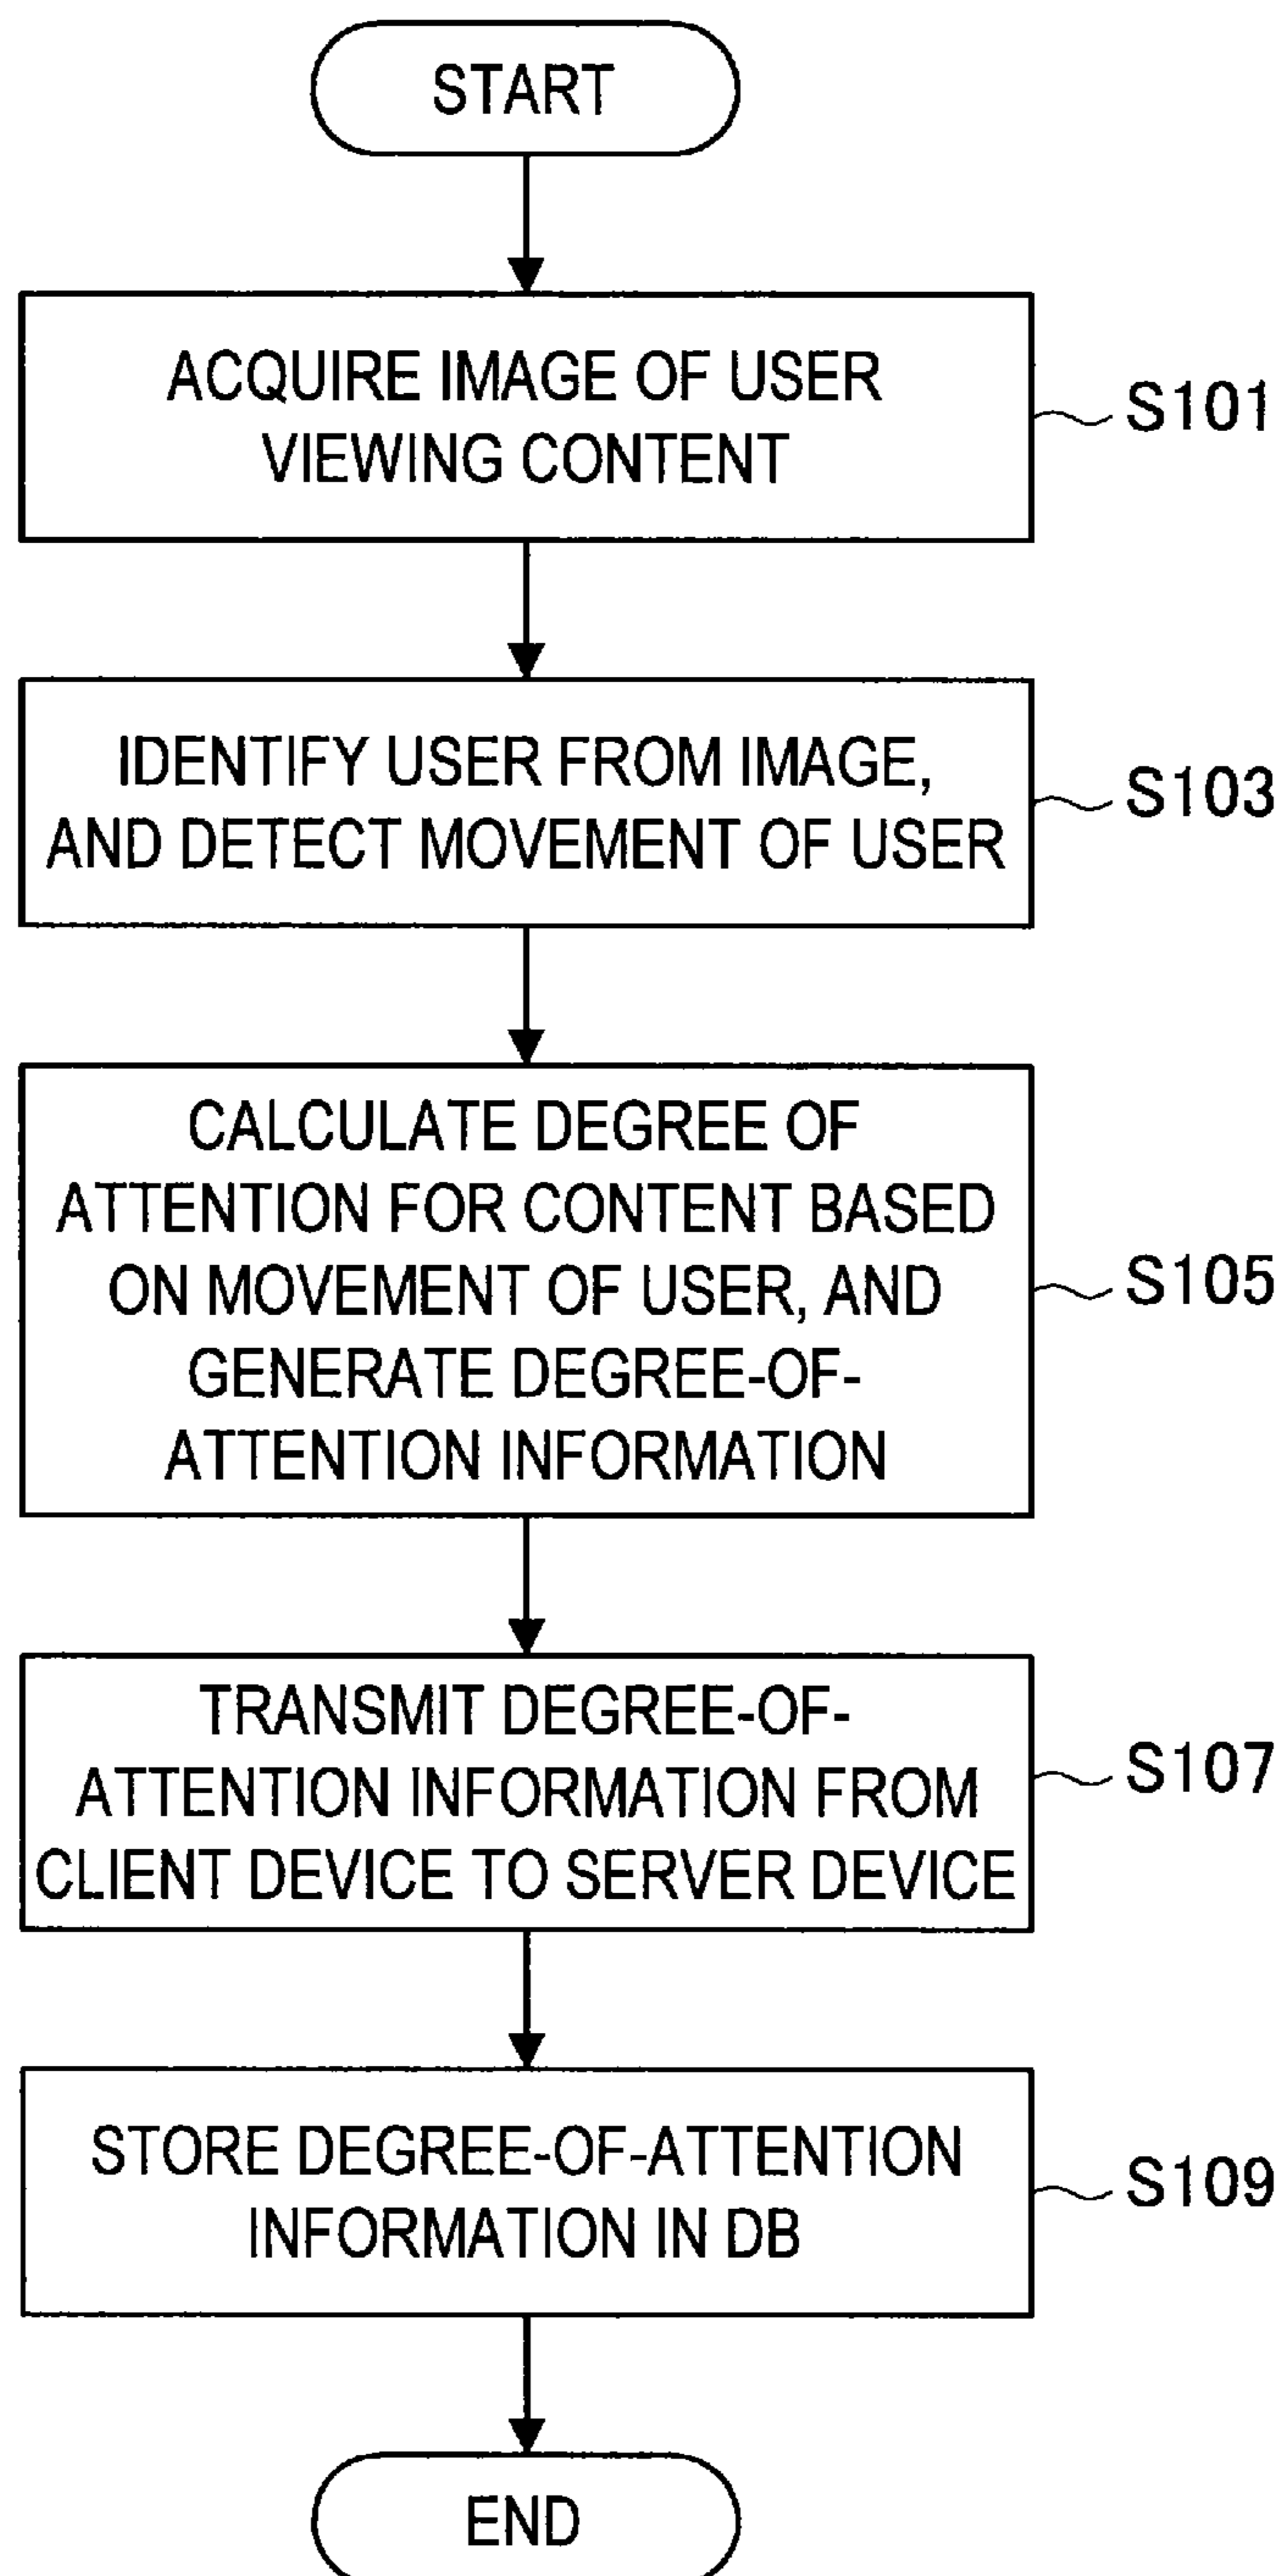 START
ACQUIRE IMAGE OF USER
VIEWING CONTENT
S101
IDENTIFY USER FROM IMAGE,
AND DETECT MOVEMENT OF USER
S103
CALCULATE DEGREE OF
ATTENTION FOR CONTENT BASED
ON MOVEMENT OF USER, AND
GENERATE DEGREE-OF-
ATTENTION INFORMATION
S105
TRANSMIT DEGREE-OF-
ATTENTION INFORMATION FROM
CLIENT DEVICE TO SERVER DEVICE
S107
STORE DEGREE-OF-ATTENTION
INFORMATION IN DB
S109
END